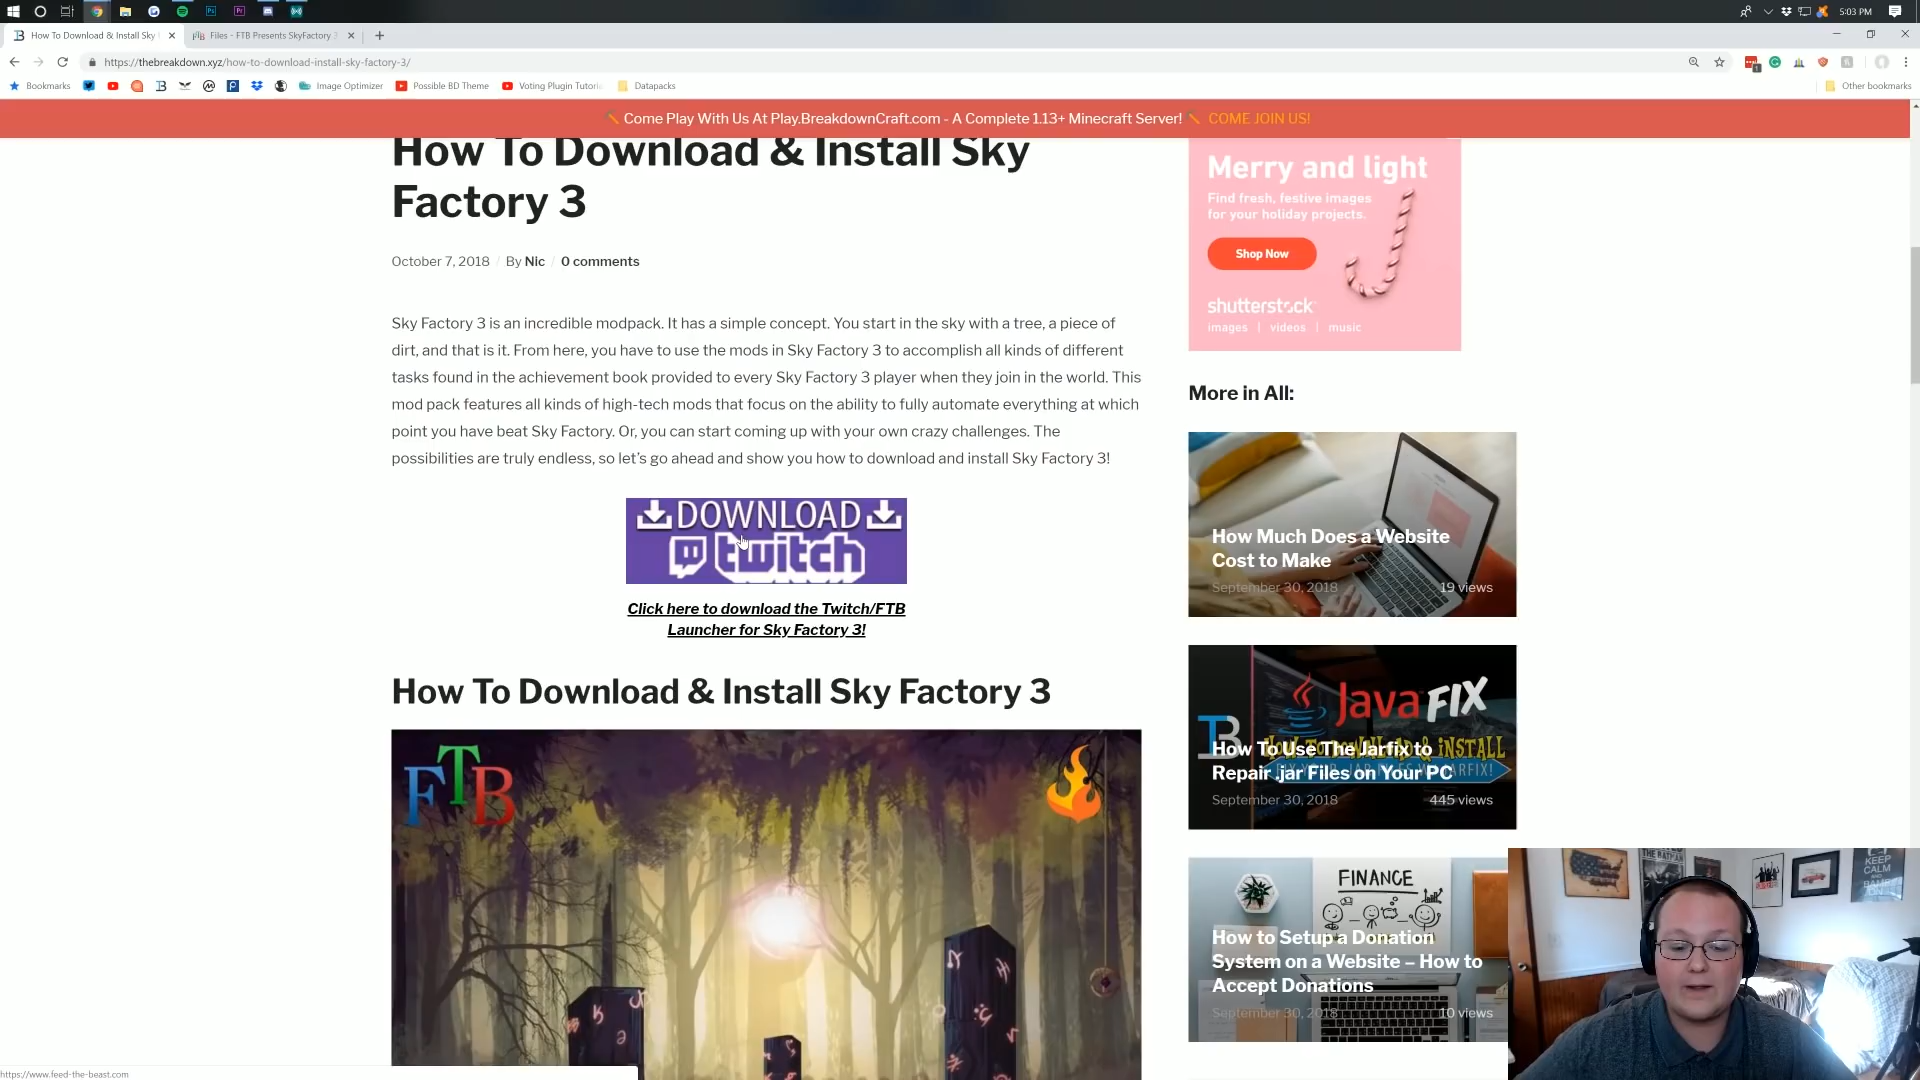 5:03 PM
How To Download & Install Sky
Files - FTB Presents SkyFactory 3
https://thebreakdown.xyz/how-to-download-install-sky-factory-3/
Bookmarks
Image Optimizer
Possible BD Theme
Voting Plugin Tutori
Datapacks
Other bookmarks
Come Play With Us At Play.BreakdownCraft.com - A Complete 1.13+ Minecraft Server! COME JOIN US!
How To Download & Install Sky
Factory 3
October 7, 2018 / By Nic / 0 comments
Sky Factory 3 is an incredible modpack. It has a simple concept. You start in the sky with a tree, a piece of
dirt, and that is it. From here, you have to use the mods in Sky Factory 3 to accomplish all kinds of different
tasks found in the achievement book provided to every Sky Factory 3 player when they join in the world. This
mod pack features all kinds of high-tech mods that focus on the ability to fully automate everything at which
point you have beat Sky Factory. Or, you can start coming up with your own crazy challenges. The
possibilities are truly endless, so let's go ahead and show you how to download and install Sky Factory 3!
DOWNLOAD
twitch
Click here to download the Twitch/FTB
Launcher for Sky Factory 3!
How To Download & Install Sky Factory 3
FTB
Merry and light
Find fresh, festive images
for your holiday projects.
Shop Now
shutterstock
images | videos | music
More in All:
How Much Does a Website
Cost to Make
September 30, 2018
19 views
Java FIX
How To Use The Jarfix to
Repair .jar Files on Your PC
September 30, 2018
445 views
FINANCE
How to Setup a Donation
System on a Website – How to
Accept Donations
September 30, 2018
10 views
KEEP
CALM
AND
https://www.feed-the-beast.com